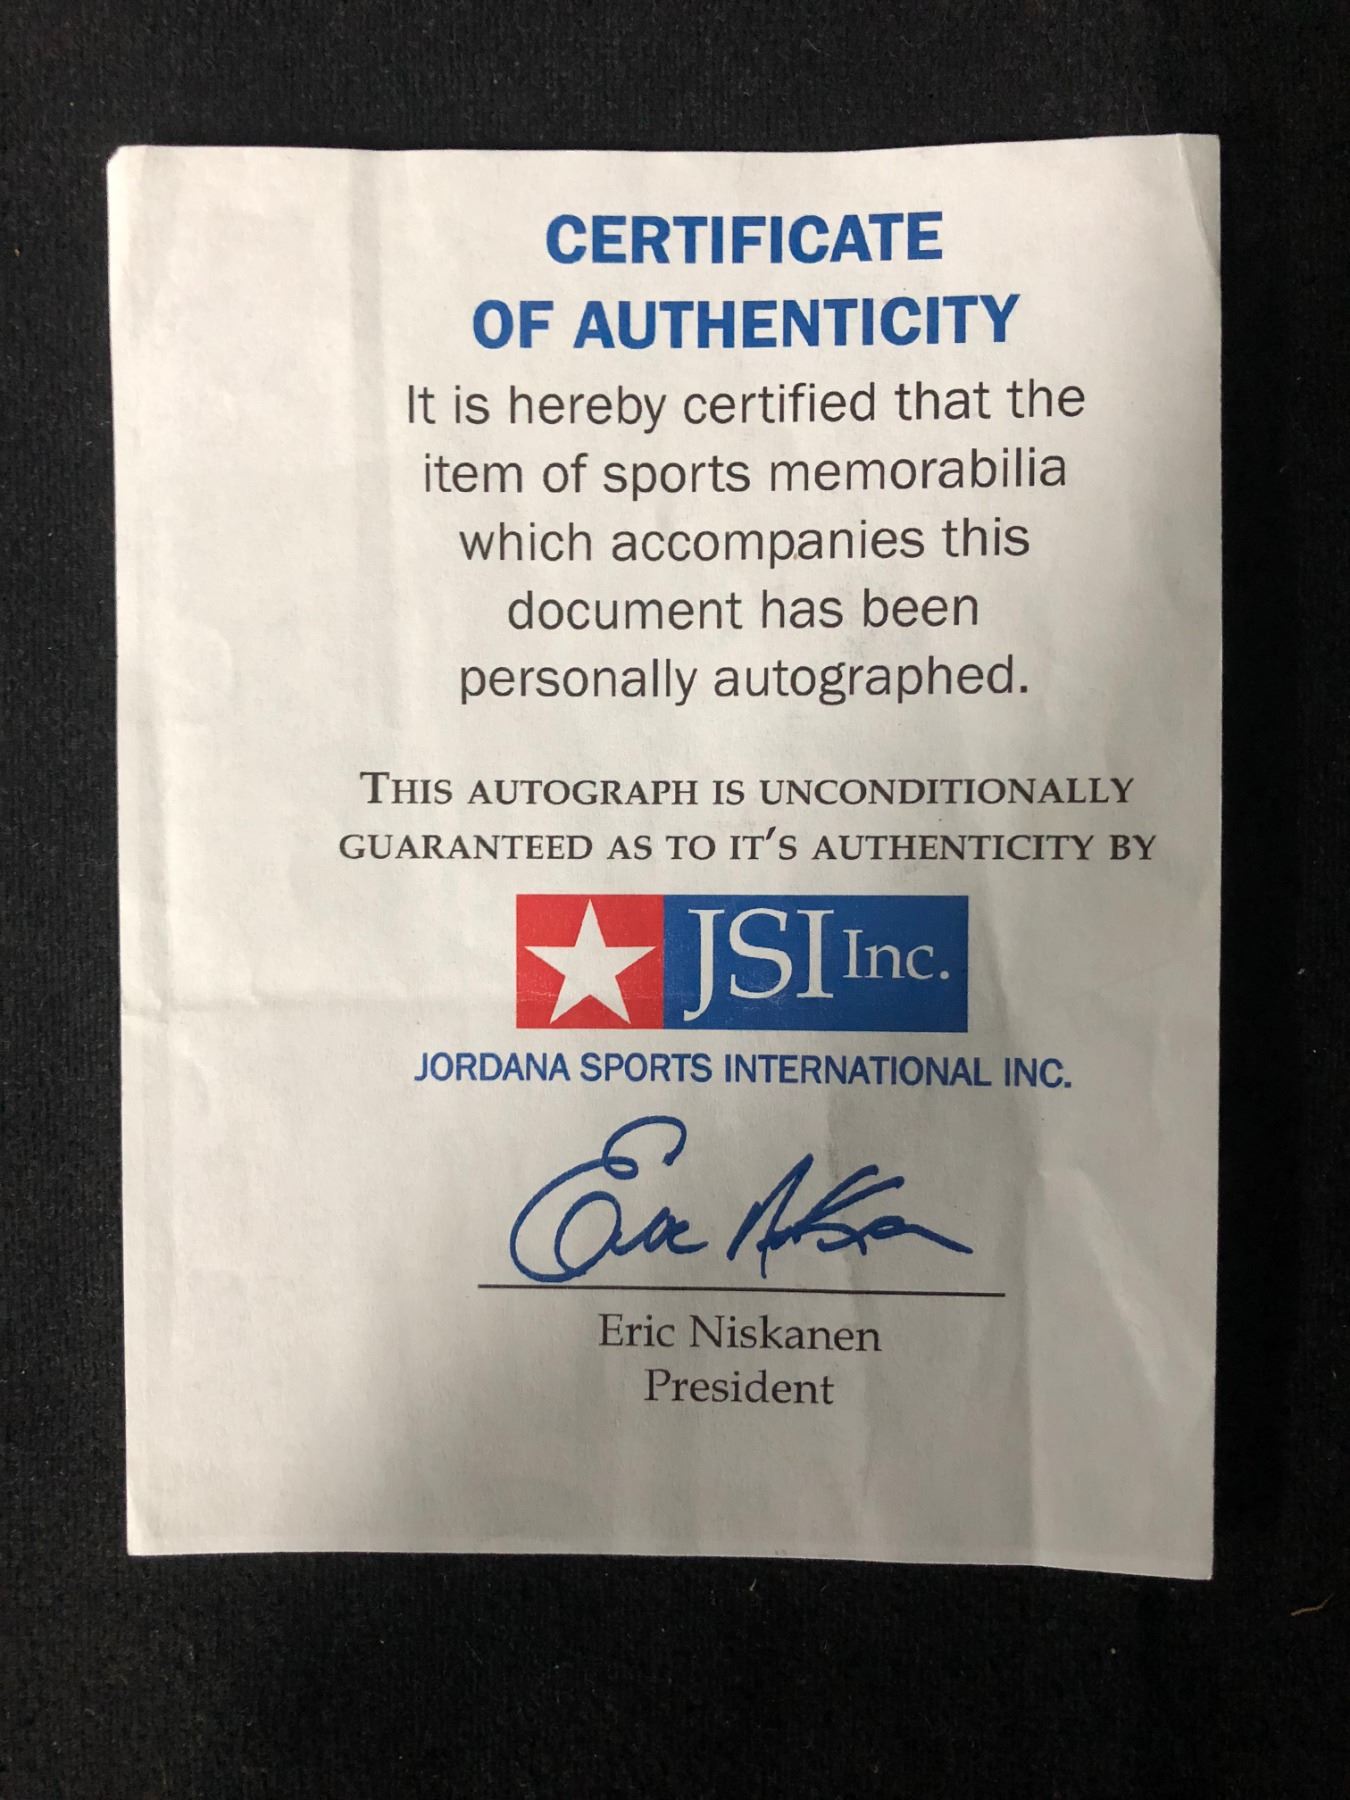 CERTIFICATE
OF AUTHENTICITY
It is hereby certified that the
item of sports memorabilia
which accompanies this
document has been
personally autographed.
THIS AUTOGRAPH IS UNCONDITIONALLY
GUARANTEED AS TO IT'S AUTHENTICITY BY
JSI Inc.
JORDANA SPORTS INTERNATIONAL INC.
Eric Niskanen
Eric Niskanen
President